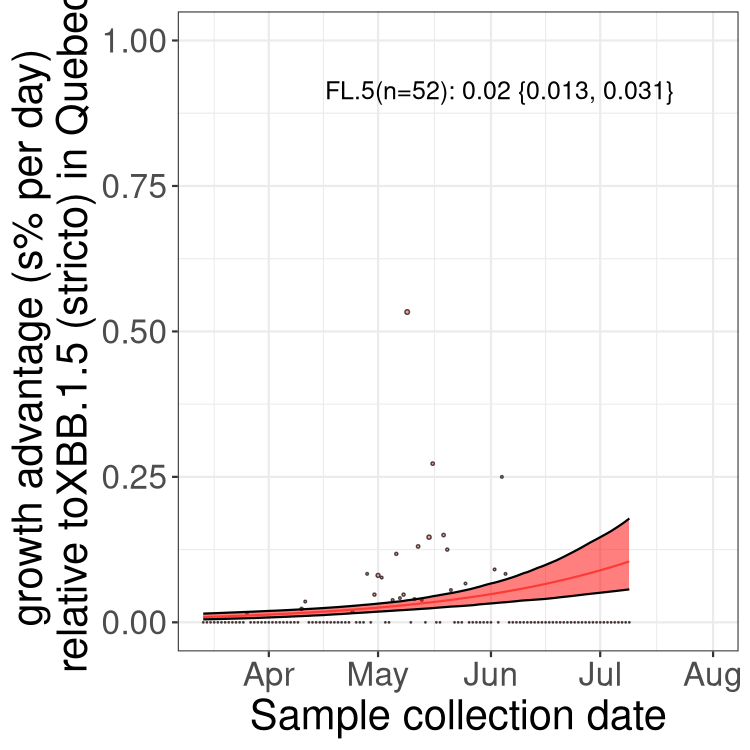 growth advantage (s% per day)
relative toXBB.1.5 (stricto) in Quebec
1.00
0.75
0.50
0.25
0.00
FL.5(n=52): 0.02 {0.013, 0.031}
Apr May Jun Jul Aug
Sample collection date